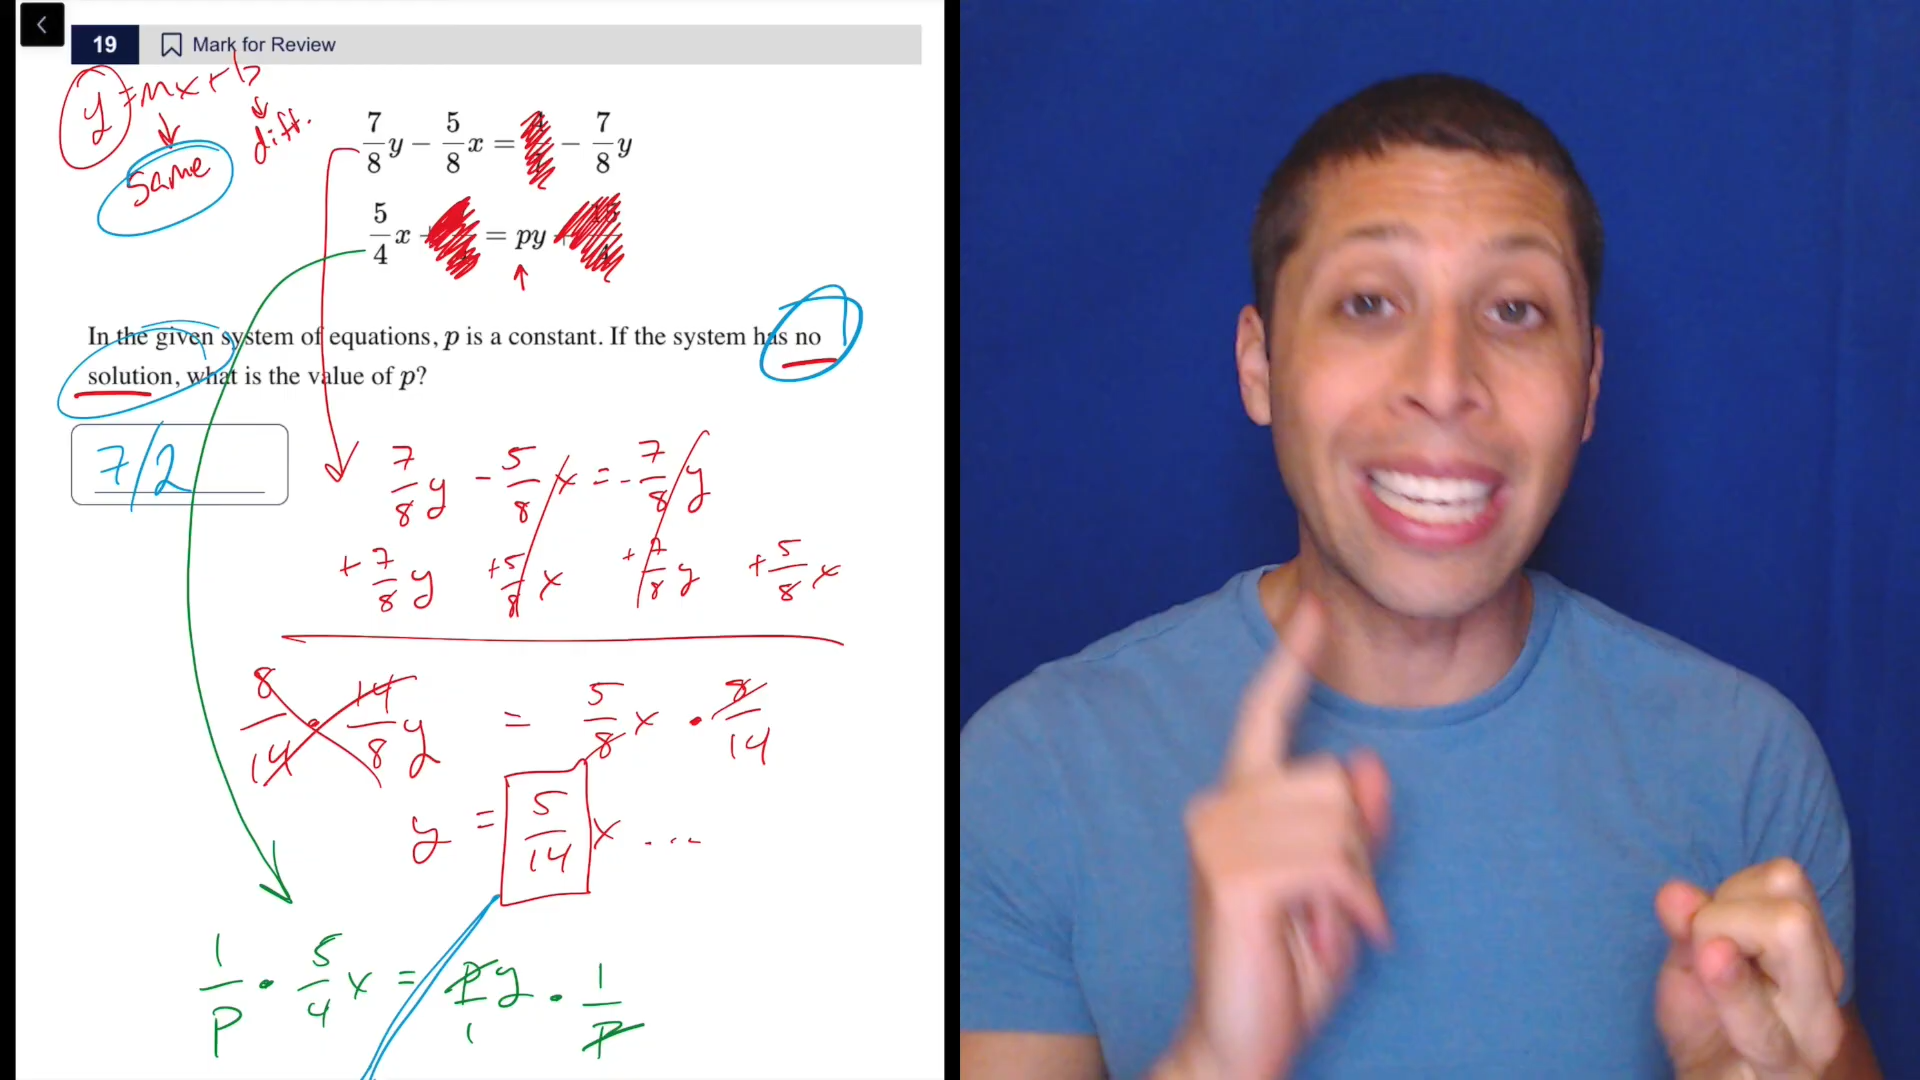 19 Mark for Review
y = mx + b
same diff.
7/8 y − 5/8 x = − 7/8 y
5/4 x = py
In the given system of equations, p is a constant. If the system has no
solution, what is the value of p?
7/2
7/8 y - 5/8 x = - 7/8 y
+ 7/8 y + 5/8 x + 7/8 y + 5/8 x
8/14 · 14/8 y = 5/8 x · 8/14
y = 5/14 x ...
1/p · 5/4 x = p/1 y · 1/p